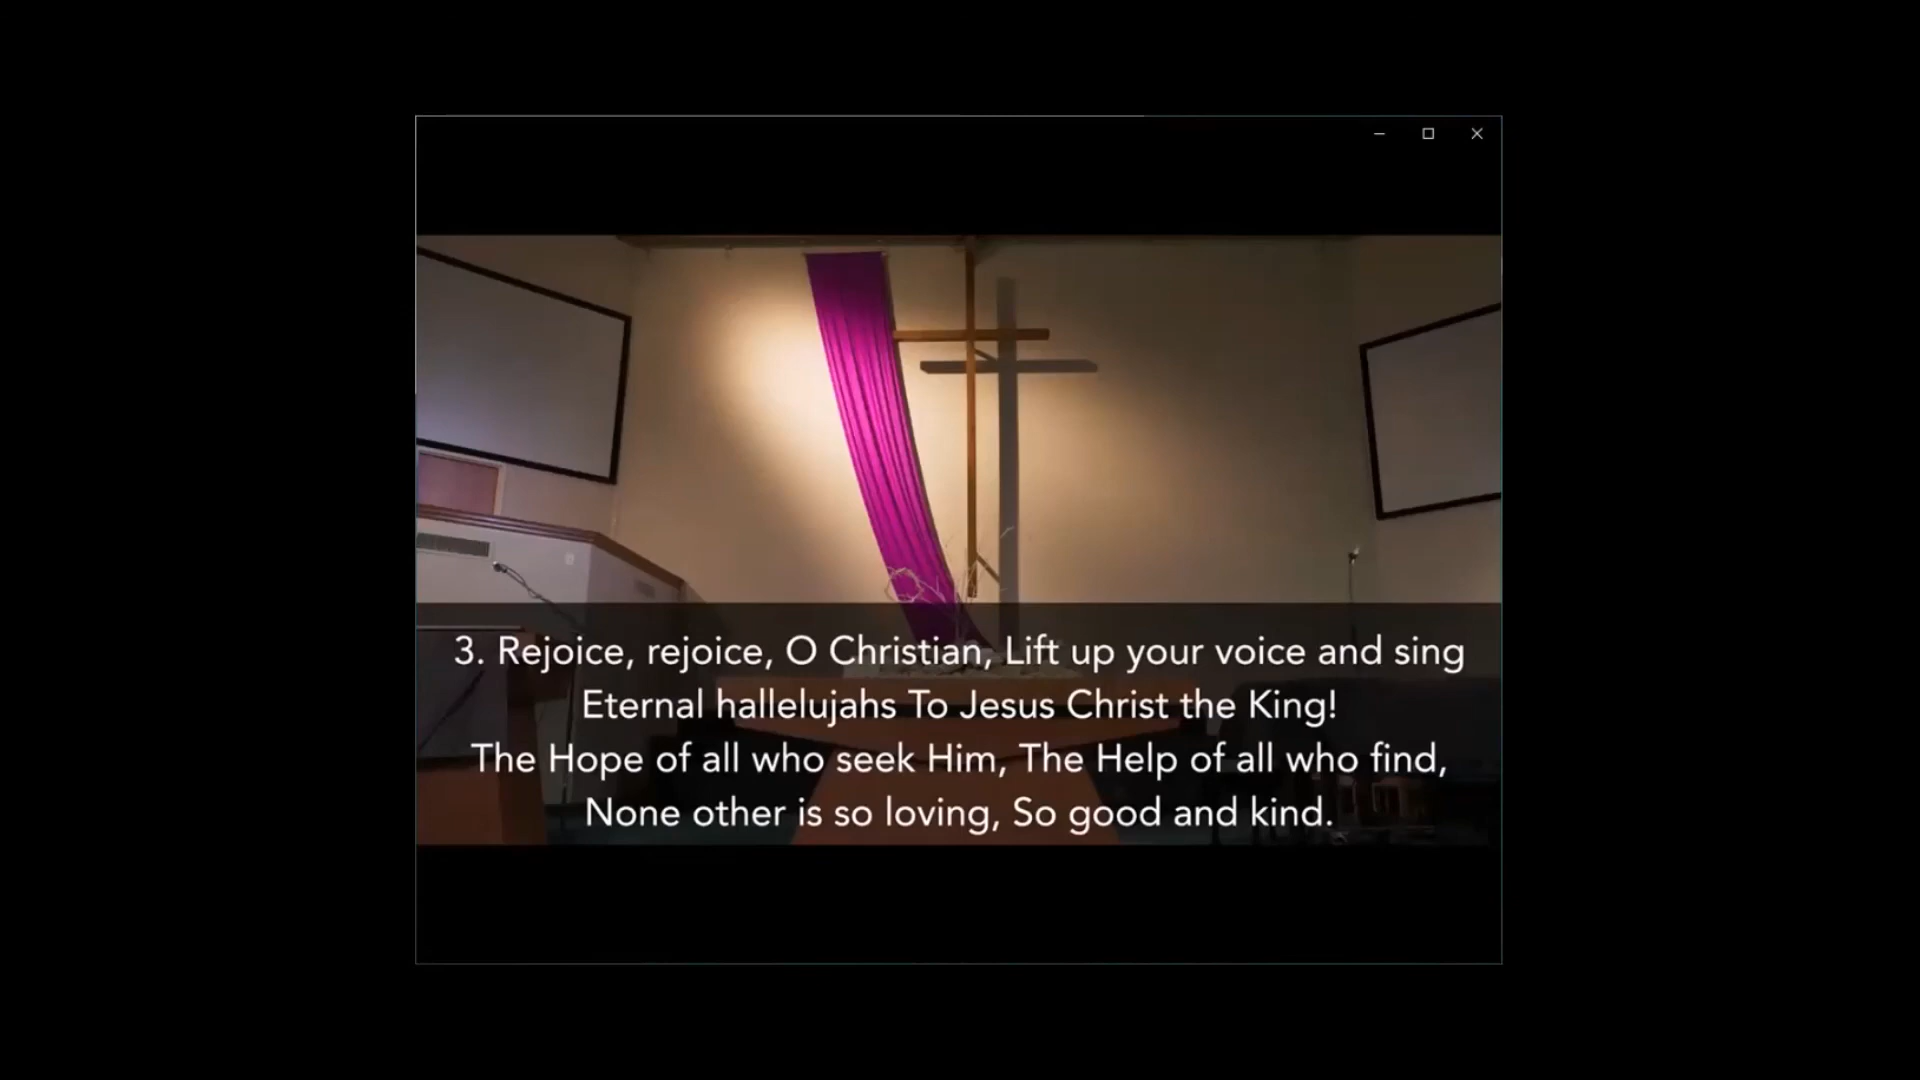 3. Rejoice, rejoice, O Christian, Lift up your voice and sing
Eternal hallelujahs To Jesus Christ the King!
The Hope of all who seek Him, The Help of all who find,
None other is so loving, So good and kind.